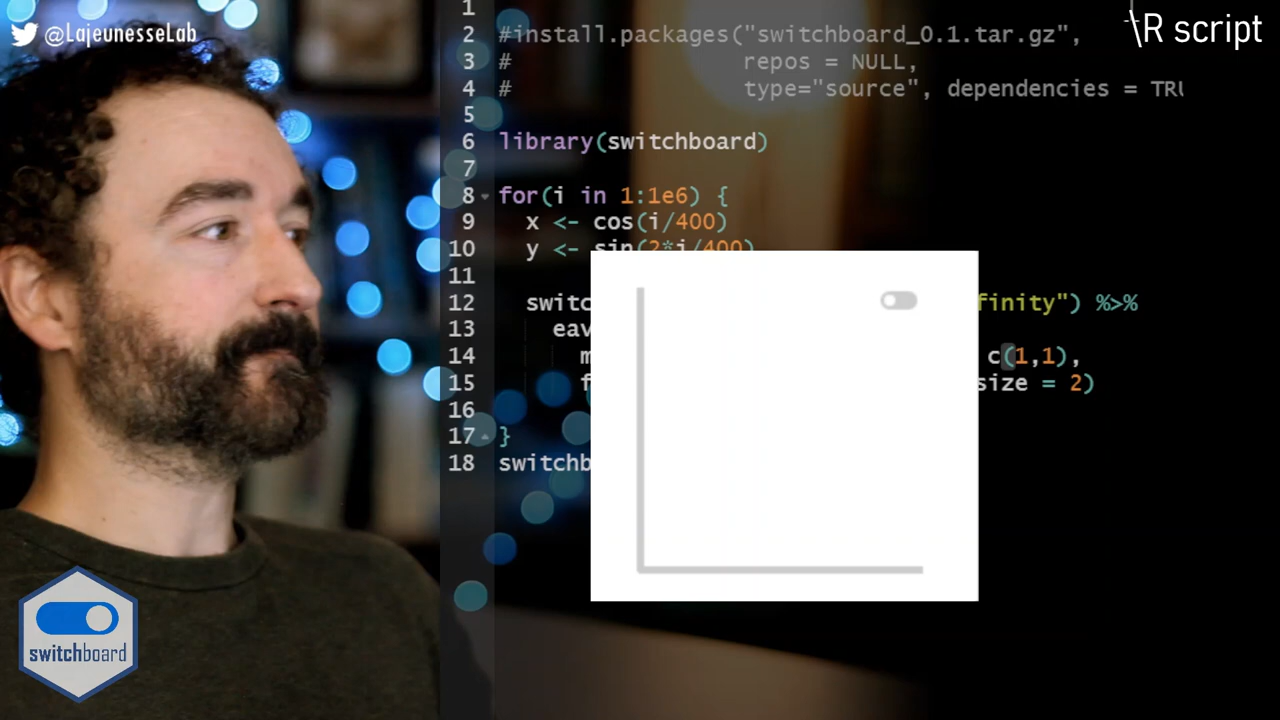 @LajeunesseLab
\R script
1
2 #install.packages("switchboard_0.1.tar.gz",
3 # repos = NULL,
4 # type="source", dependencies = TRU
5
6 library(switchboard)
7
8 for(i in 1:1e6) {
9 x <- cos(i/400)
10 y <- sin(2*i/400)
11
12 switc finity") %>%
13 eav
14 m c(1,1),
15 f size = 2)
16
17 }
18 switchb
switchboard